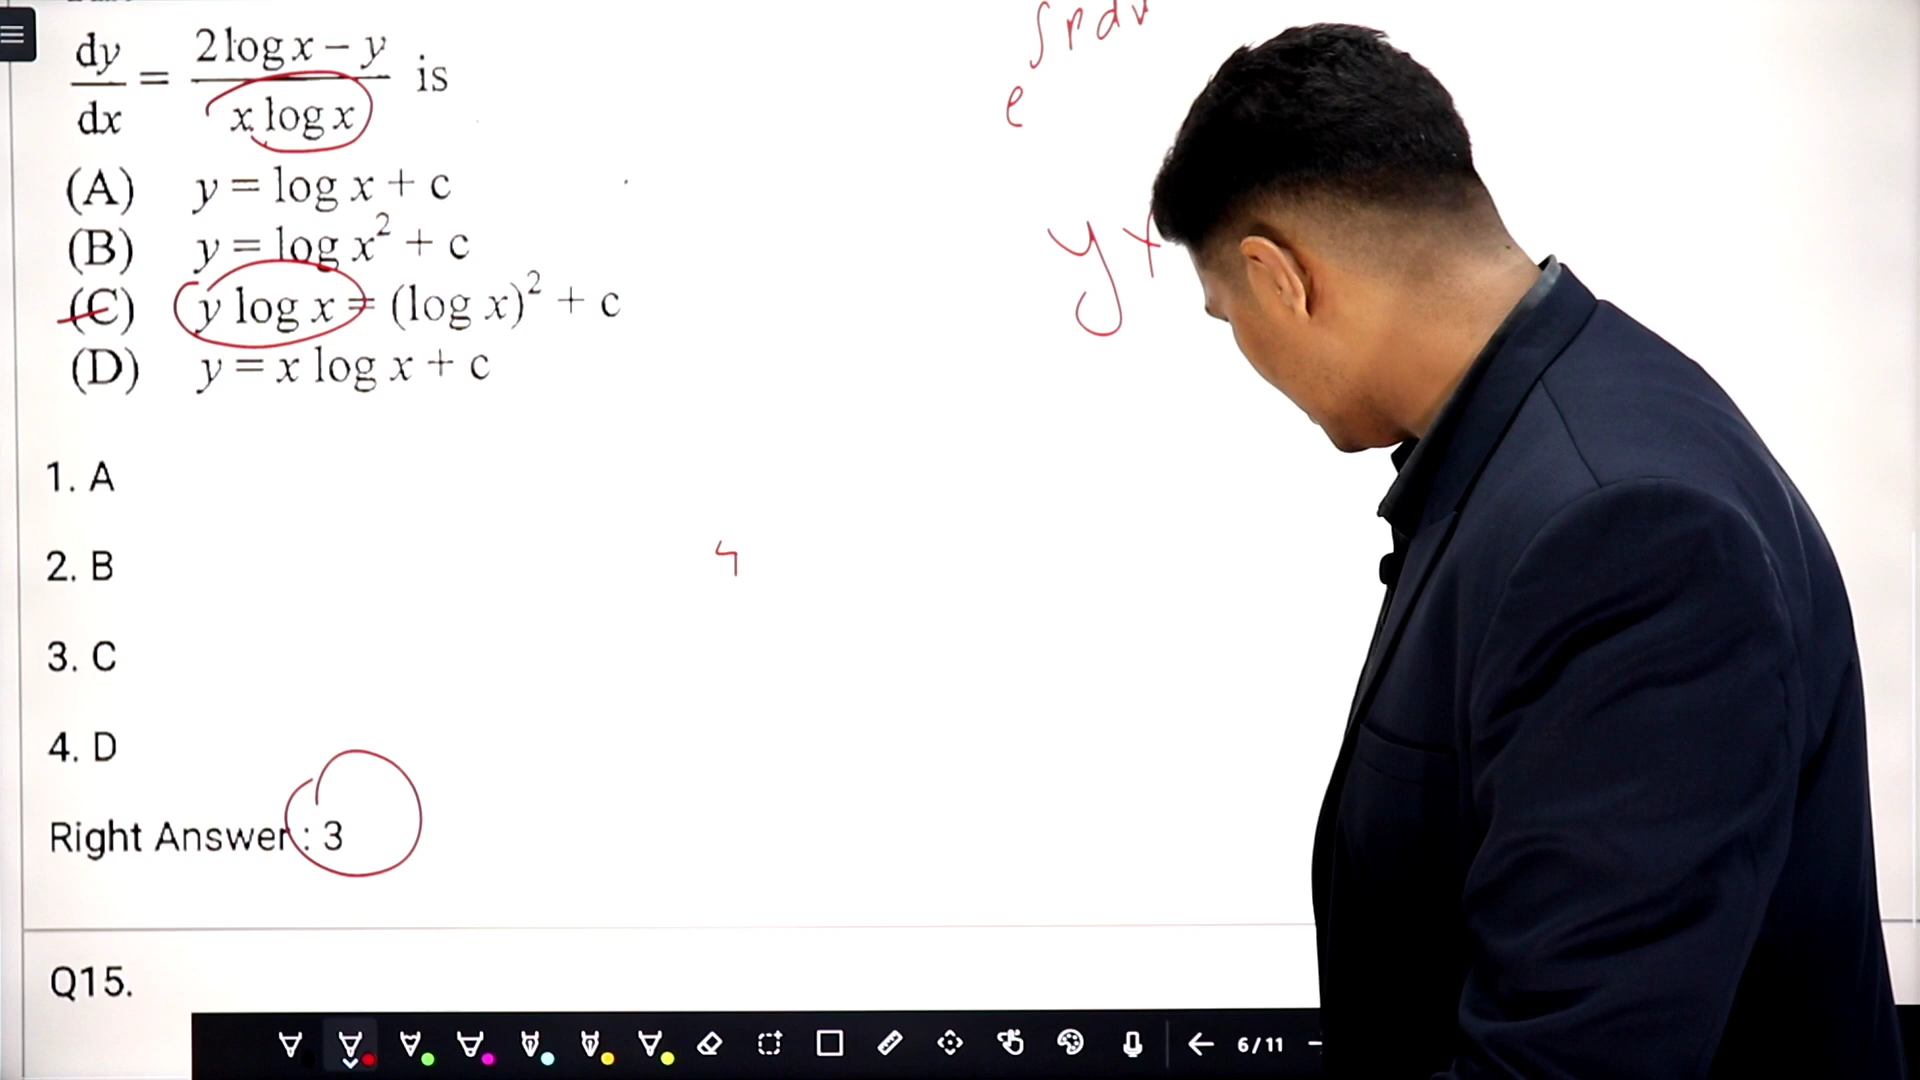 dy/dx = (2 log x − y)/(x log x) is
(A) y = log x + c
(B) y = log x² + c
(C) y log x = (log x)² + c
(D) y = x log x + c
1. A
2. B
3. C
4. D
Right Answer : 3
Q15.
e^∫P dx
y x
6/11